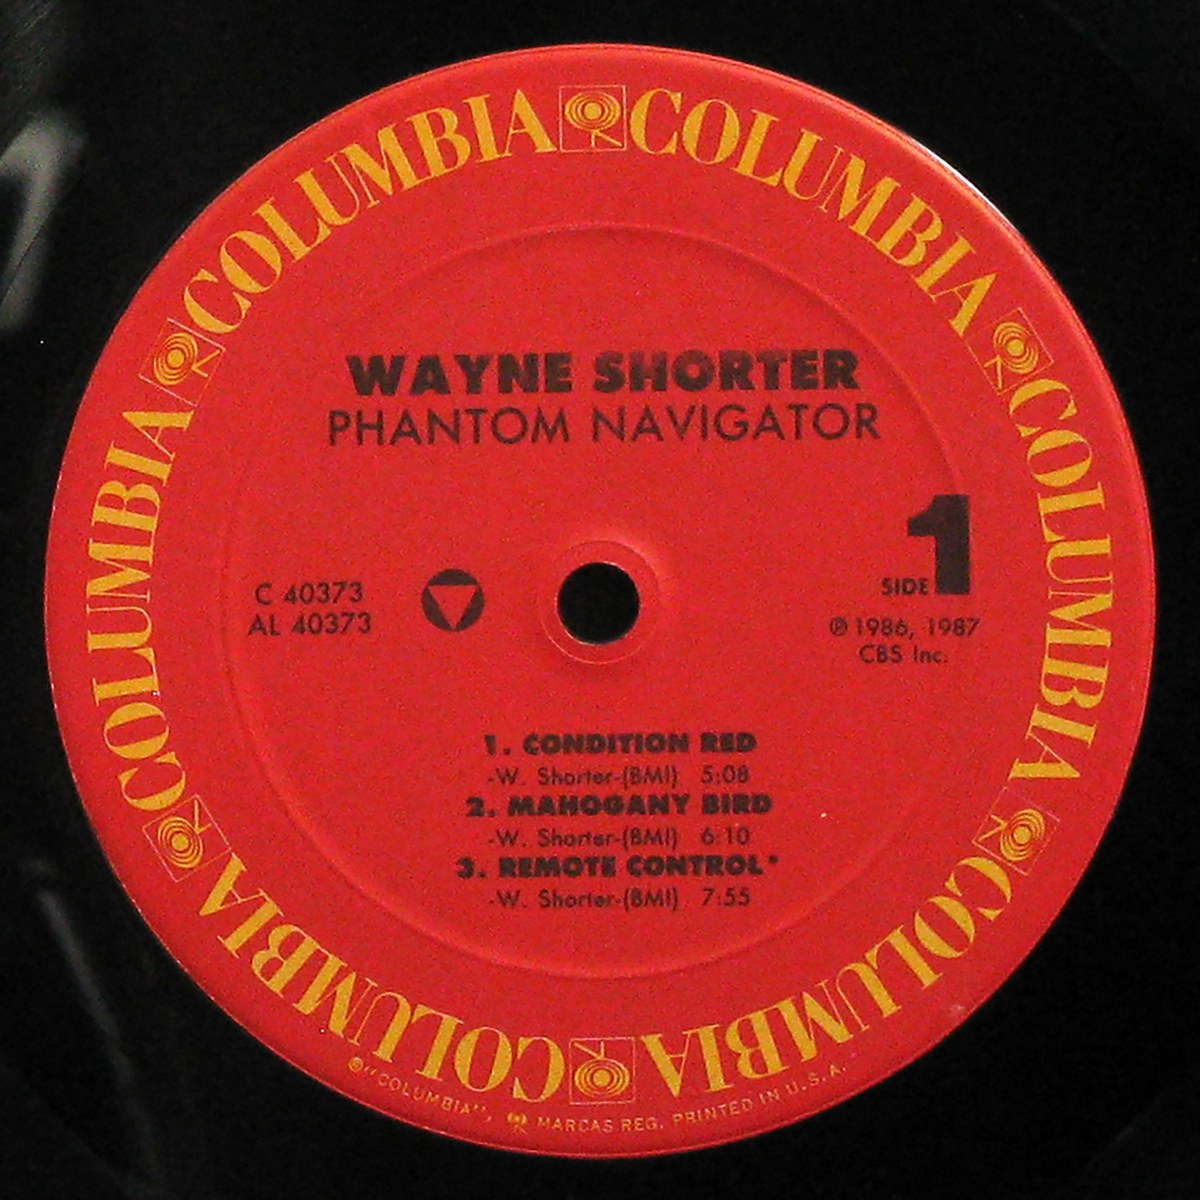 COLUMBIA COLUMBIA COLUMBIA COLUMBIA COLUMBIA COLUMBIA COLUMBIA COLUMBIA
WAYNE SHORTER
PHANTOM NAVIGATOR
C 40373
AL 40373
SIDE 1
℗ 1986, 1987
CBS Inc.
1. CONDITION RED
-W. Shorter-(BMI) 5:08
2. MAHOGANY BIRD
-W. Shorter-(BMI) 6:10
3. REMOTE CONTROL*
-W. Shorter-(BMI) 7:55
®"COLUMBIA", MARCAS REG. PRINTED IN U.S.A.